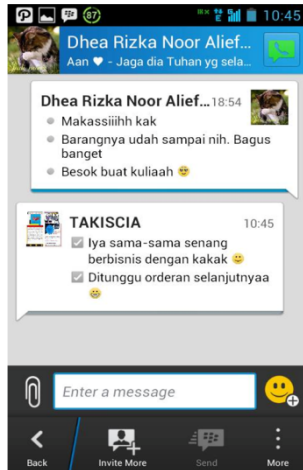 87
10:45
Dhea Rizka Noor Alief...
Aan ♥ - Jaga dia Tuhan yg sela...
Dhea Rizka Noor Alief... 18:54
Makassiiihh kak
Barangnya udah sampai nih. Bagus
banget
Besok buat kuliaah
TAKISCIA 10:45
Iya sama-sama senang
berbisnis dengan kakak
Ditunggu orderan selanjutnyaa
Enter a message
Back Invite More Send More